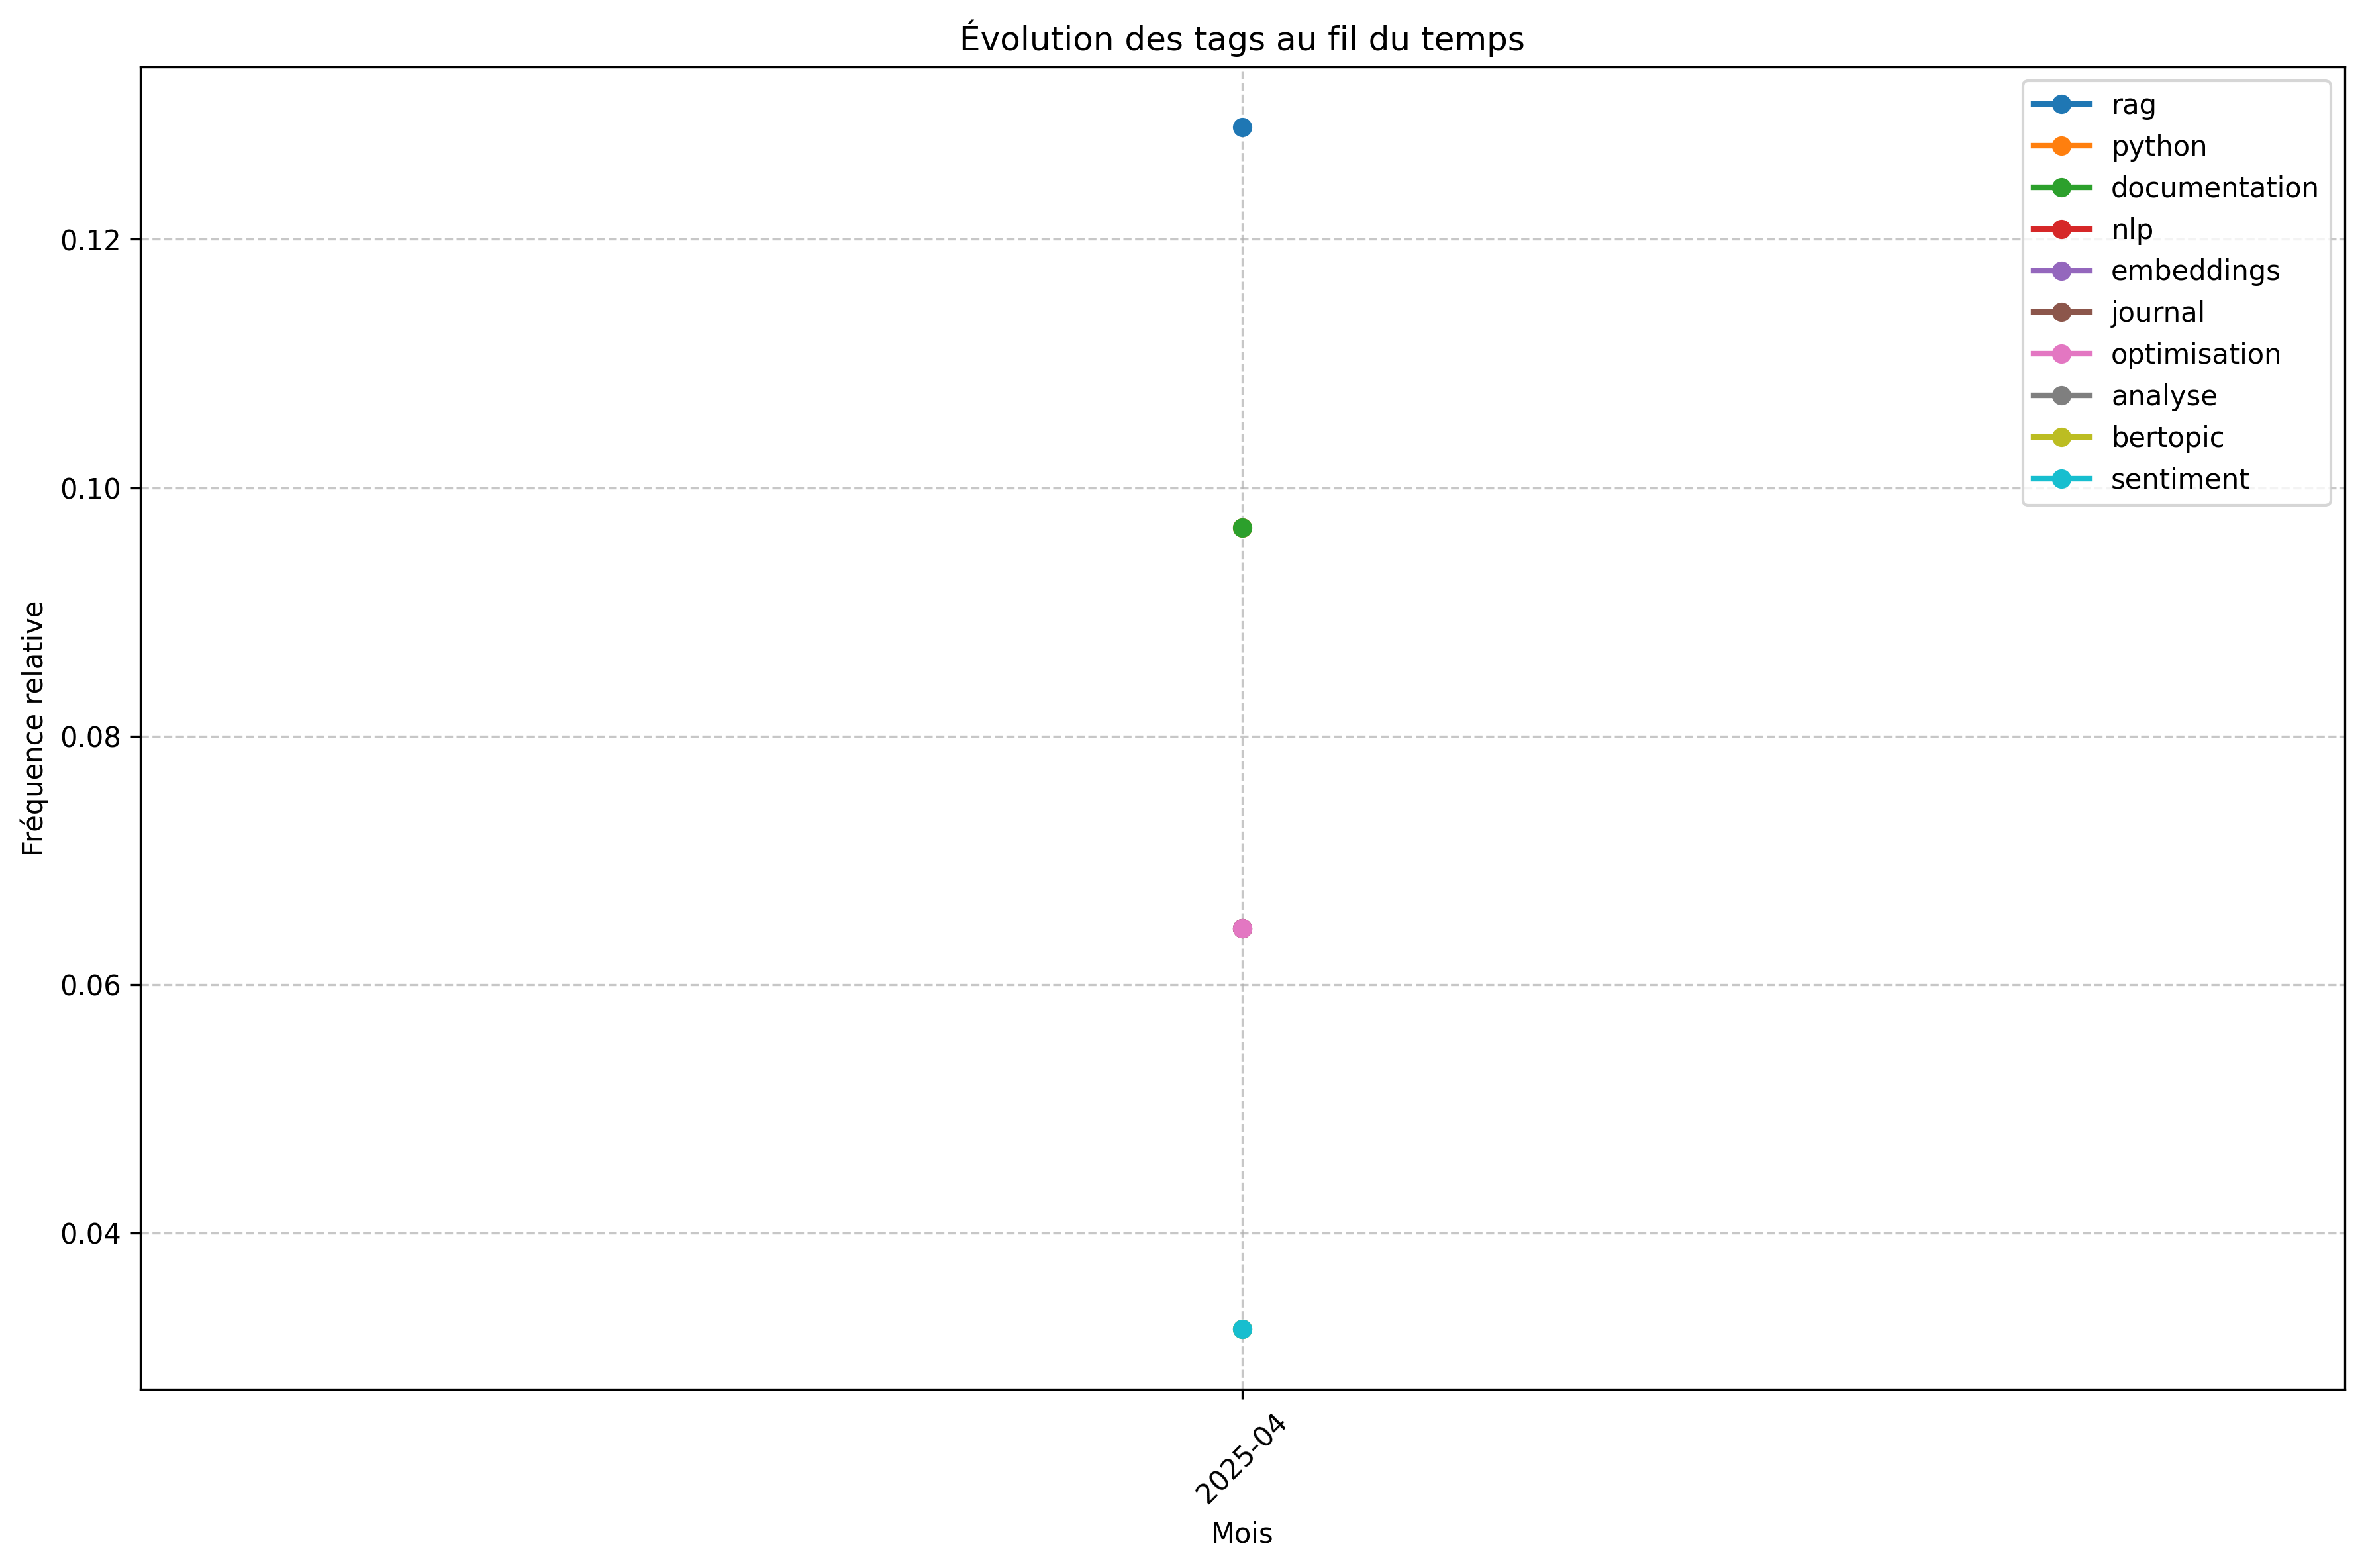 Évolution des tags au fil du temps
rag
python
documentation
nlp
embeddings
journal
optimisation
analyse
bertopic
sentiment
0.12
0.10
0.08
0.06
0.04
Fréquence relative
2025-04
Mois